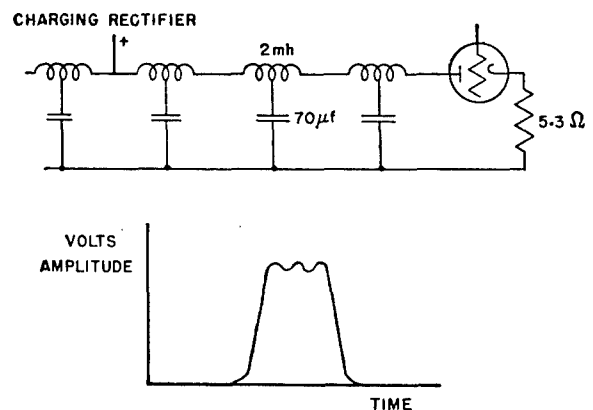 CHARGING RECTIFIER
+
2mh
70μf
5.3 Ω
VOLTS
AMPLITUDE
TIME